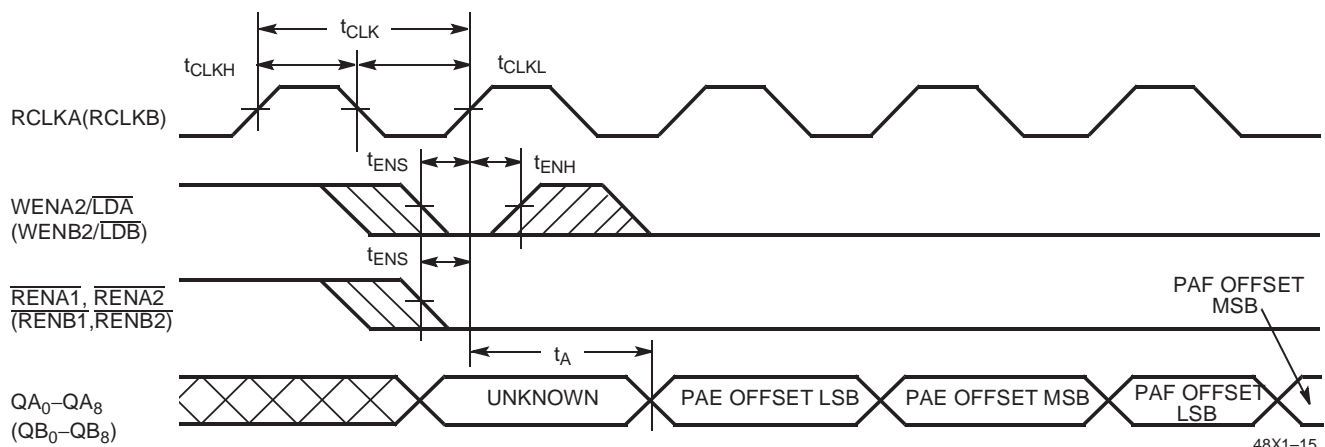 tCLK
tCLKH
tCLKL
RCLKA(RCLKB)
tENS
tENH
WENA2/LDA
(WENB2/LDB)
tENS
RENA1, RENA2
(RENB1,RENB2)
PAF OFFSET
MSB
tA
QA0–QA8
(QB0–QB8)
UNKNOWN
PAE OFFSET LSB
PAE OFFSET MSB
PAF OFFSET
LSB
48X1–15